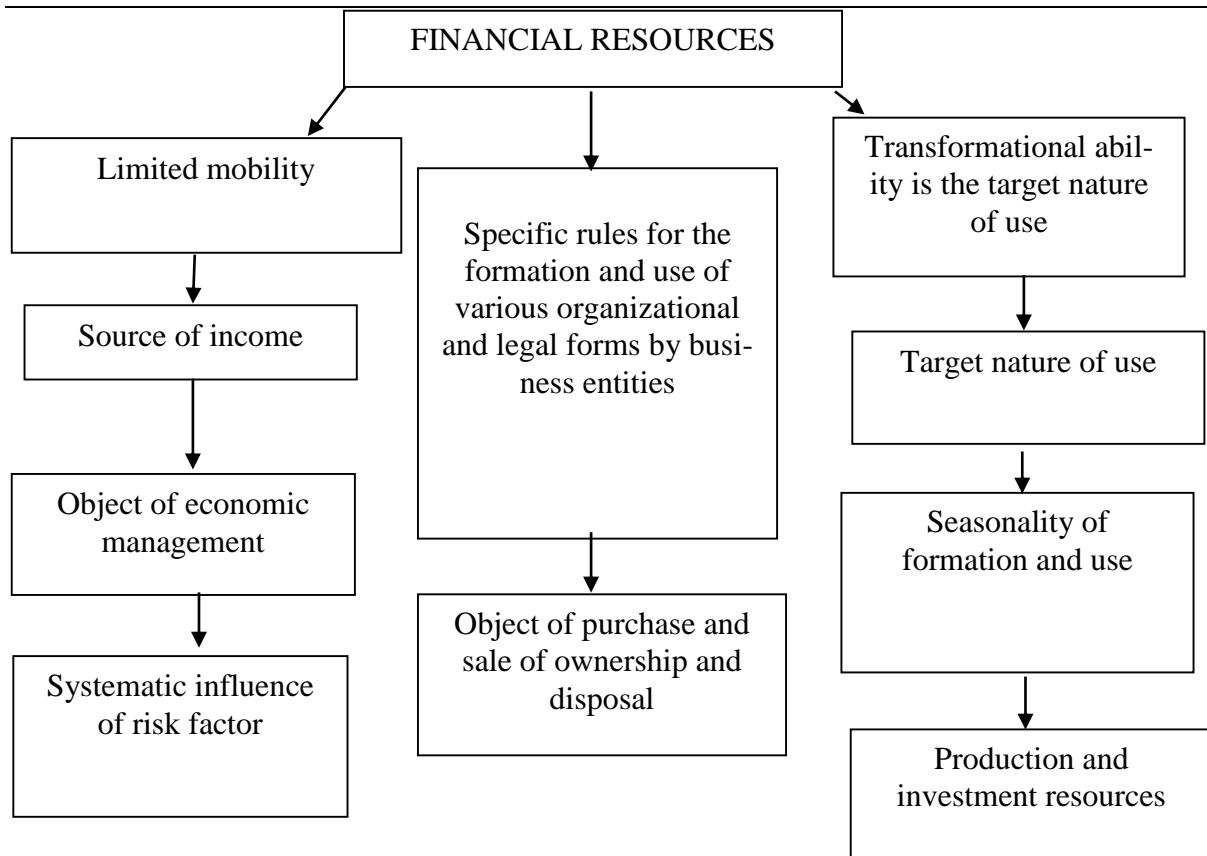 FINANCIAL RESOURCES
Limited mobility
Source of income
Object of economic
management
Systematic influence
of risk factor
Specific rules for the
formation and use of
various organizational
and legal forms by busi-
ness entities
Object of purchase and
sale of ownership and
disposal
Transformational abil-
ity is the target nature
of use
Target nature of use
Seasonality of
formation and use
Production and
investment resources